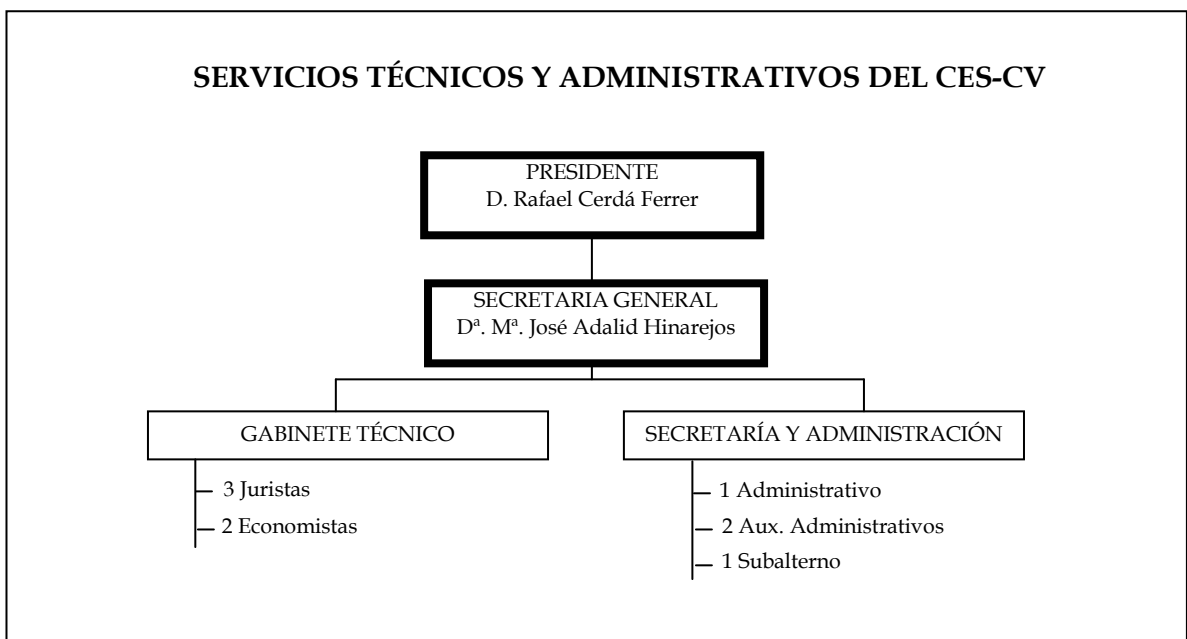 SERVICIOS TÉCNICOS Y ADMINISTRATIVOS DEL CES-CV
PRESIDENTE
D. Rafael Cerdá Ferrer
SECRETARIA GENERAL
Dª. Mª. José Adalid Hinarejos
GABINETE TÉCNICO
3 Juristas
2 Economistas
SECRETARÍA Y ADMINISTRACIÓN
1 Administrativo
2 Aux. Administrativos
1 Subalterno